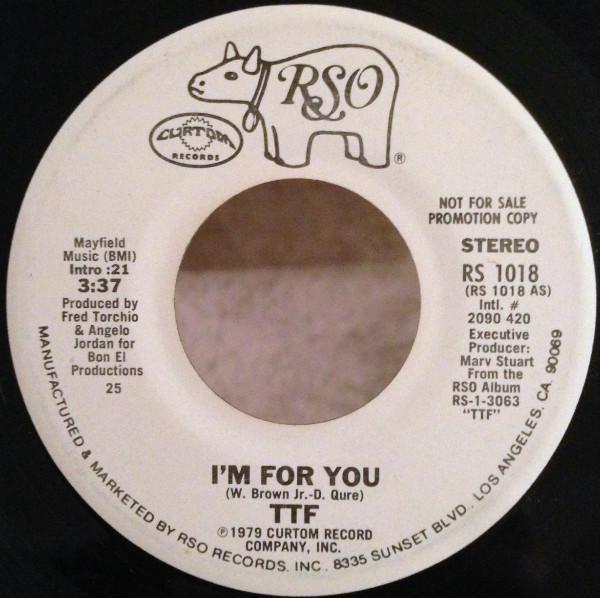 RSO
®
CURTOM
RECORDS
NOT FOR SALE
PROMOTION COPY
STEREO
RS 1018
(RS 1018 AS)
Intl. #
2090 420
Executive
Producer:
Marv Stuart
From the
RSO Album
RS-1-3063
"TTF"
Mayfield
Music (BMI)
Intro :21
3:37
Produced by
Fred Torchio
& Angelo
Jordan for
Bon El
Productions
25
I'M FOR YOU
(W. Brown Jr.-D. Qure)
TTF
℗1979 CURTOM RECORD
COMPANY, INC.
MANUFACTURED & MARKETED BY RSO RECORDS, INC., 8335 SUNSET BLVD., LOS ANGELES, CA. 90069